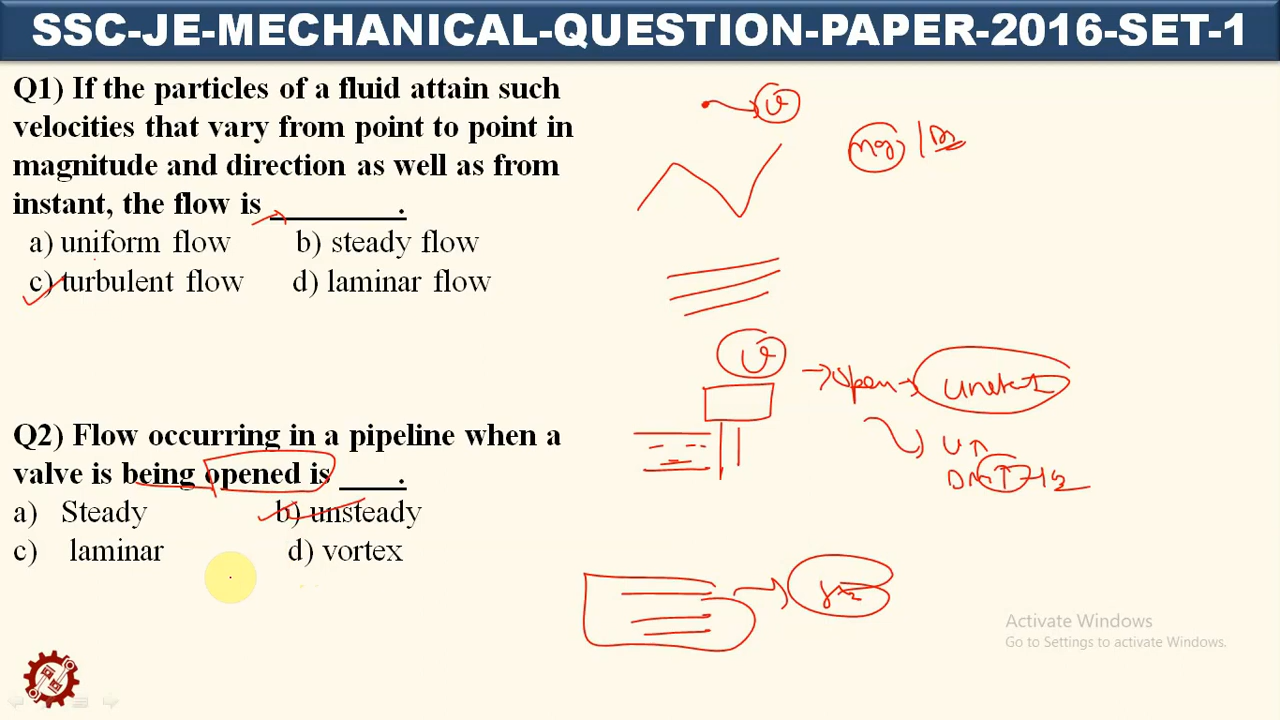 SSC-JE-MECHANICAL-QUESTION-PAPER-2016-SET-1
Q1) If the particles of a fluid attain such
velocities that vary from point to point in
magnitude and direction as well as from
instant, the flow is _________.
a) uniform flow b) steady flow
c) turbulent flow d) laminar flow
Q2) Flow occurring in a pipeline when a
valve is being opened is ____.
a) Steady b) unsteady
c) laminar d) vortex
open
Activate Windows
Go to Settings to activate Windows.